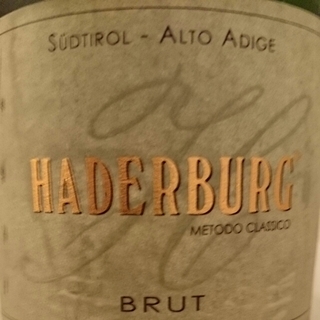 SÜDTIROL - ALTO ADIGE
HADERBURG
METODO CLASSICO
BRUT